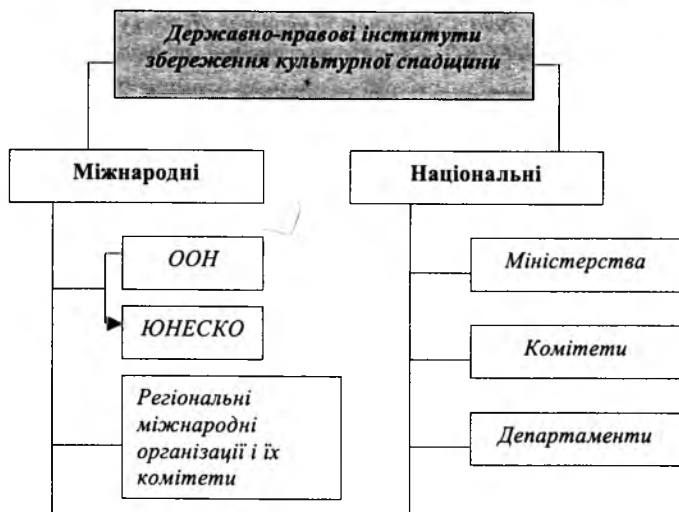 Державно-правові інститути
збереження культурної спадщини
Міжнародні
ООН
ЮНЕСКО
Регіональні
міжнародні
організації і їх
комітети
Національні
Міністерства
Комітети
Департаменти